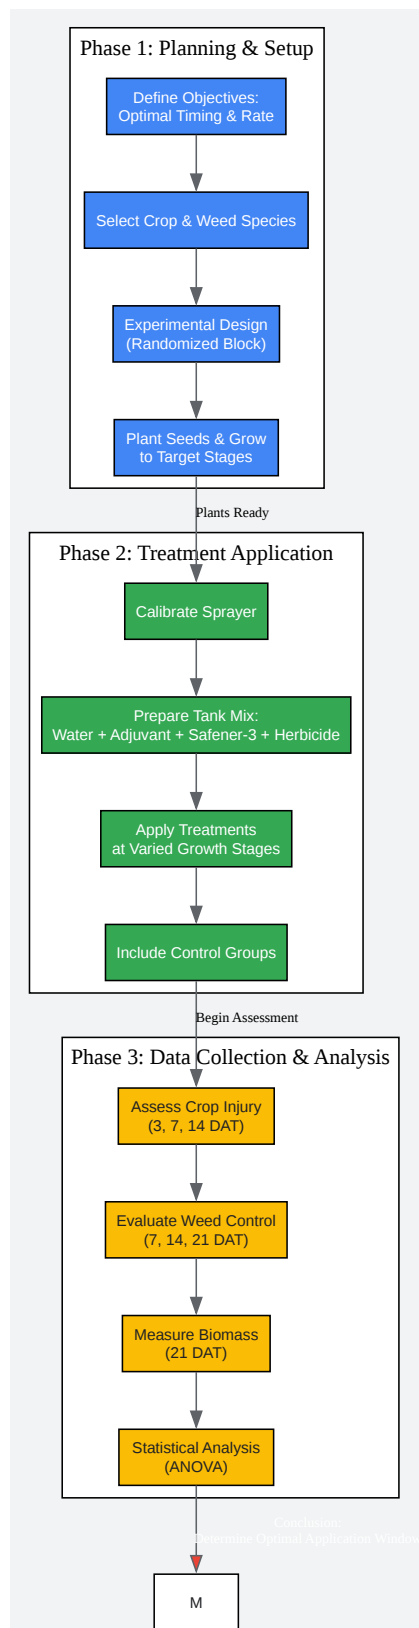 Phase 1: Planning & Setup
Define Objectives:
Optimal Timing & Rate
Select Crop & Weed Species
Experimental Design
(Randomized Block)
Plant Seeds & Grow
to Target Stages
Plants Ready
Phase 2: Treatment Application
Calibrate Sprayer
Prepare Tank Mix:
Water + Adjuvant + Safener-3 + Herbicide
Apply Treatments
at Varied Growth Stages
Include Control Groups
Begin Assessment
Phase 3: Data Collection & Analysis
Assess Crop Injury
(3, 7, 14 DAT)
Evaluate Weed Control
(7, 14, 21 DAT)
Measure Biomass
(21 DAT)
Statistical Analysis
(ANOVA)
Conclusion:
Determine Optimal Application Window
M